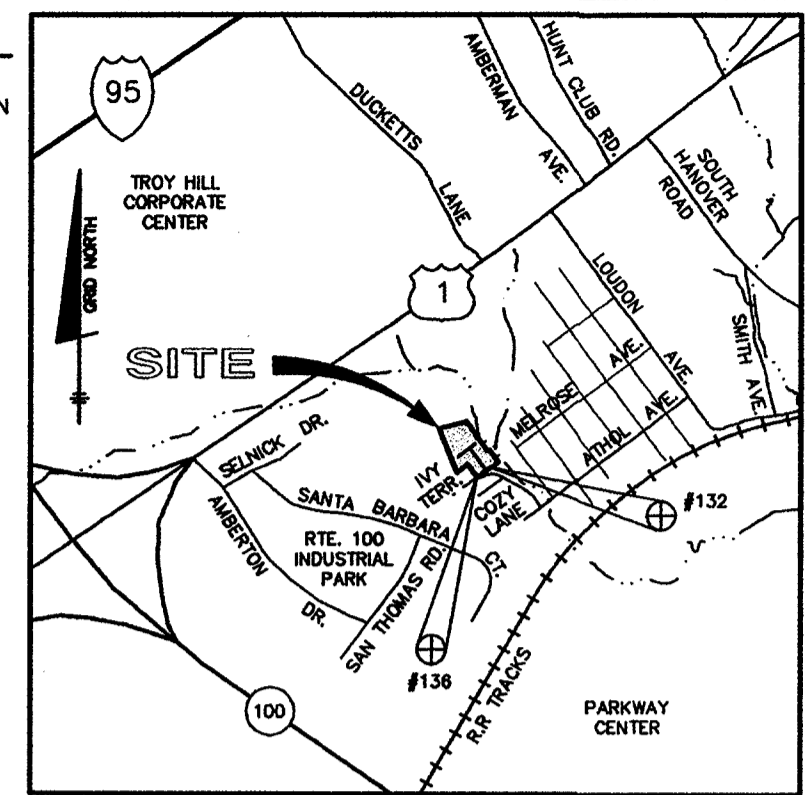 N
95
TROY HILL
CORPORATE
CENTER
GRID NORTH
DUCKETTS
LANE
AMBERMAN
AVE.
HUNT CLUB RD.
SOUTH
HANOVER
ROAD
1
LOUDON
AVE.
SMITH AVE.
SITE
MELROSE
AVE.
ATHOL AVE.
SELNICK DR.
IVY
TERR.
COZY
LANE
#132
SANTA BARBARA
CT.
AMBERTON
DR.
RTE. 100
INDUSTRIAL
PARK
SAN THOMAS RD.
#136
100
R.R TRACKS
PARKWAY
CENTER